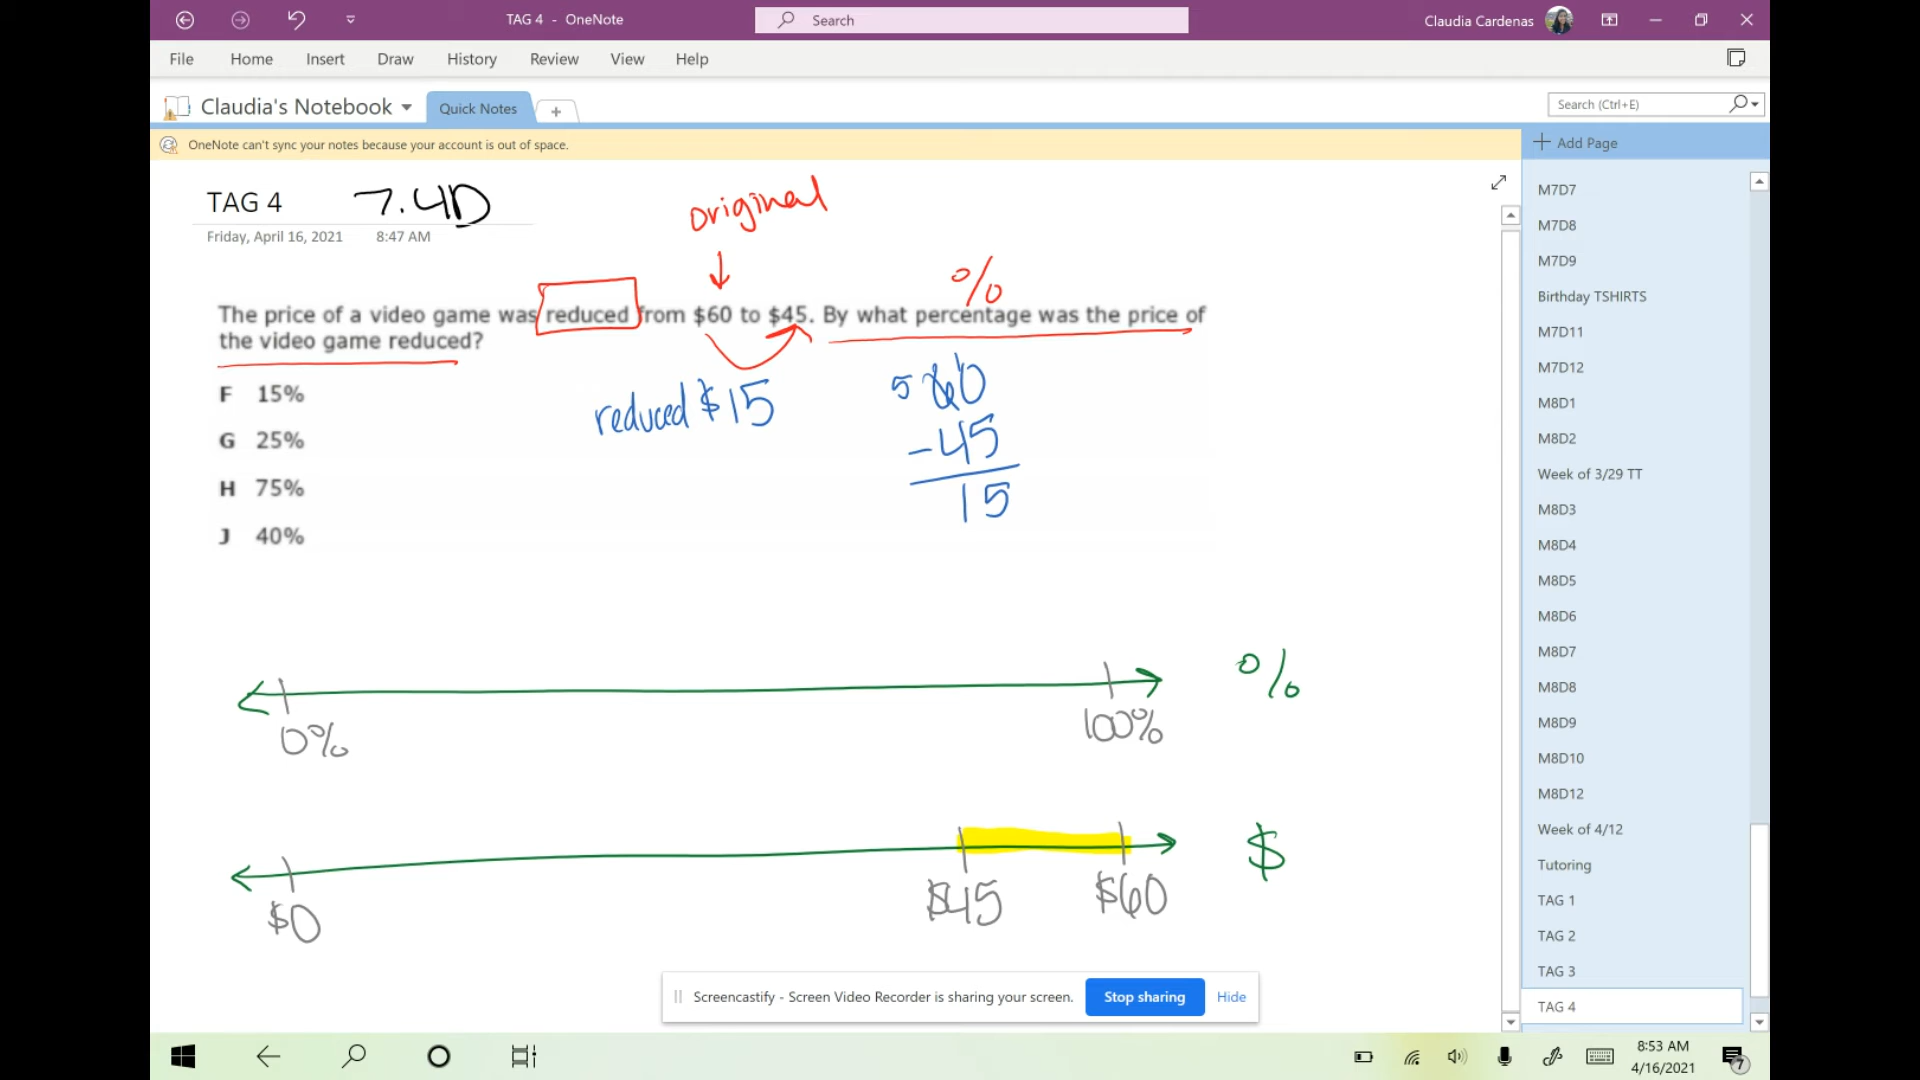 TAG 4 - OneNote
Search
Claudia Cardenas
File Home Insert Draw History Review View Help
Claudia's Notebook
Quick Notes
+
Search (Ctrl+E)
OneNote can't sync your notes because your account is out of space.
Add Page
TAG 4 7.4D
Friday, April 16, 2021 8:47 AM
original
%
The price of a video game was reduced from $60 to $45. By what percentage was the price of
the video game reduced?
F 15%
G 25%
H 75%
J 40%
reduced $15
5 60
-45
15
%
0% 100%
$
$0 $45 $60
M7D7
M7D8
M7D9
Birthday TSHIRTS
M7D11
M7D12
M8D1
M8D2
Week of 3/29 TT
M8D3
M8D4
M8D5
M8D6
M8D7
M8D8
M8D9
M8D10
M8D12
Week of 4/12
Tutoring
TAG 1
TAG 2
TAG 3
TAG 4
Screencastify - Screen Video Recorder is sharing your screen. Stop sharing Hide
8:53 AM
4/16/2021
7